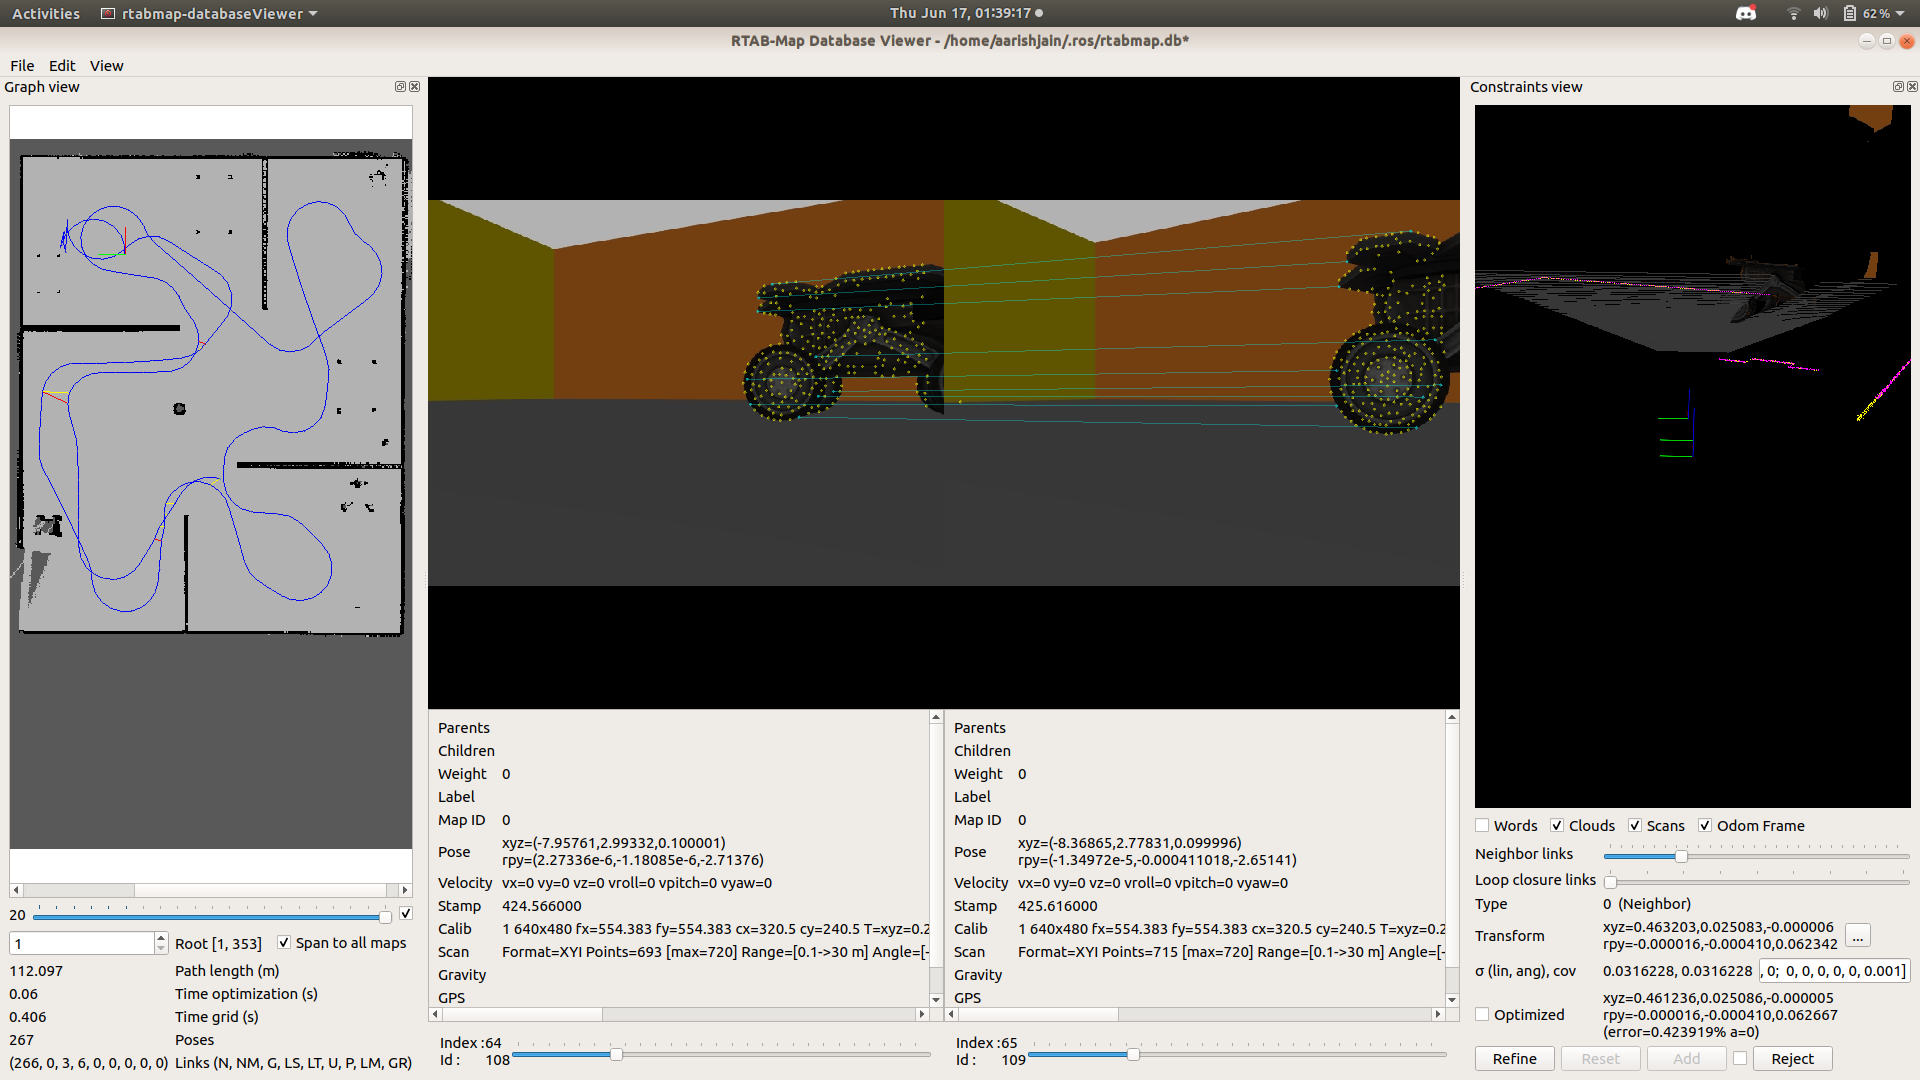 Activities rtabmap-databaseViewer Thu Jun 17, 01:39:17 62 %
RTAB-Map Database Viewer - /home/aarishjain/.ros/rtabmap.db*
File Edit View
Graph view
20
1 Root [1, 353] Span to all maps
112.097 Path length (m)
0.06 Time optimization (s)
0.406 Time grid (s)
267 Poses
(266, 0, 3, 6, 0, 0, 0, 0, 0) Links (N, NM, G, LS, LT, U, P, LM, GR)
Parents
Children
Weight 0
Label
Map ID 0
Pose xyz=(-7.95761,2.99332,0.100001)
rpy=(2.27336e-6,-1.18085e-6,-2.71376)
Velocity vx=0 vy=0 vz=0 vroll=0 vpitch=0 vyaw=0
Stamp 424.566000
Calib 1 640x480 fx=554.383 fy=554.383 cx=320.5 cy=240.5 T=xyz=0.2
Scan Format=XYI Points=693 [max=720] Range=[0.1->30 m] Angle=[-
Gravity
GPS
Index :64
Id : 108
Parents
Children
Weight 0
Label
Map ID 0
Pose xyz=(-8.36865,2.77831,0.099996)
rpy=(-1.34972e-5,-0.000411018,-2.65141)
Velocity vx=0 vy=0 vz=0 vroll=0 vpitch=0 vyaw=0
Stamp 425.616000
Calib 1 640x480 fx=554.383 fy=554.383 cx=320.5 cy=240.5 T=xyz=0.2
Scan Format=XYI Points=715 [max=720] Range=[0.1->30 m] Angle=[-
Gravity
GPS
Index :65
Id : 109
Constraints view
Words Clouds Scans Odom Frame
Neighbor links
Loop closure links
Type 0 (Neighbor)
Transform xyz=0.463203,0.025083,-0.000006
rpy=-0.000016,-0.000410,0.062342 ...
σ (lin, ang), cov 0.0316228, 0.0316228 , 0; 0, 0, 0, 0, 0, 0.001]
Optimized xyz=0.461236,0.025086,-0.000005
rpy=-0.000016,-0.000410,0.062667
(error=0.423919% a=0)
Refine Reset Add Reject